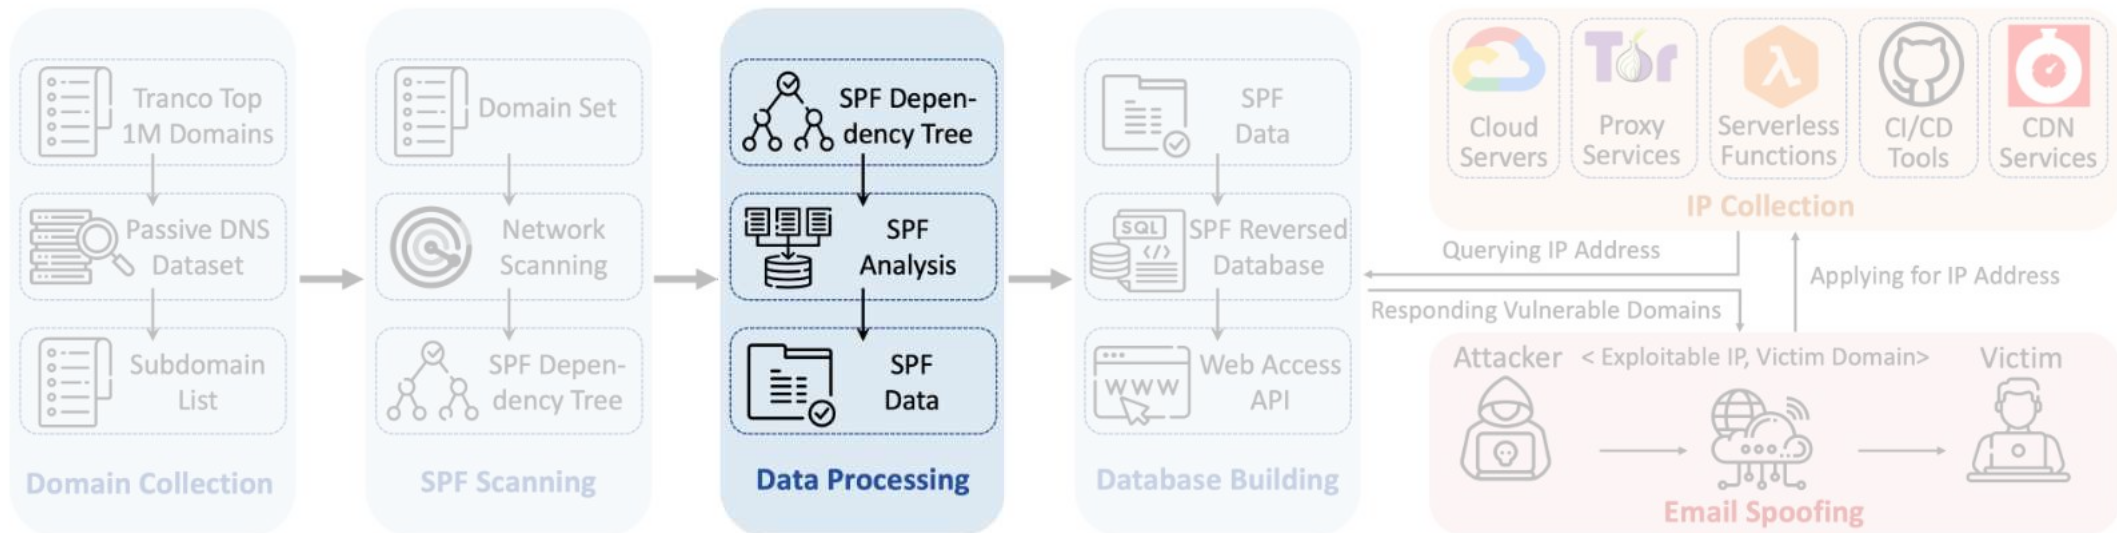 Tranco Top
1M Domains
Passive DNS
Dataset
Subdomain
List
Domain Collection
Domain Set
Network
Scanning
SPF Depen-
dency Tree
SPF Scanning
SPF Depen-
dency Tree
SPF
Analysis
SPF
Data
Data Processing
SPF
Data
SQL
</>
SPF Reversed
Database
WWW
Web Access
API
Database Building
Tor
λ
Cloud
Servers
Proxy
Services
Serverless
Functions
CI/CD
Tools
CDN
Services
IP Collection
Querying IP Address
Applying for IP Address
Responding Vulnerable Domains
Attacker
< Exploitable IP, Victim Domain>
Victim
Email Spoofing